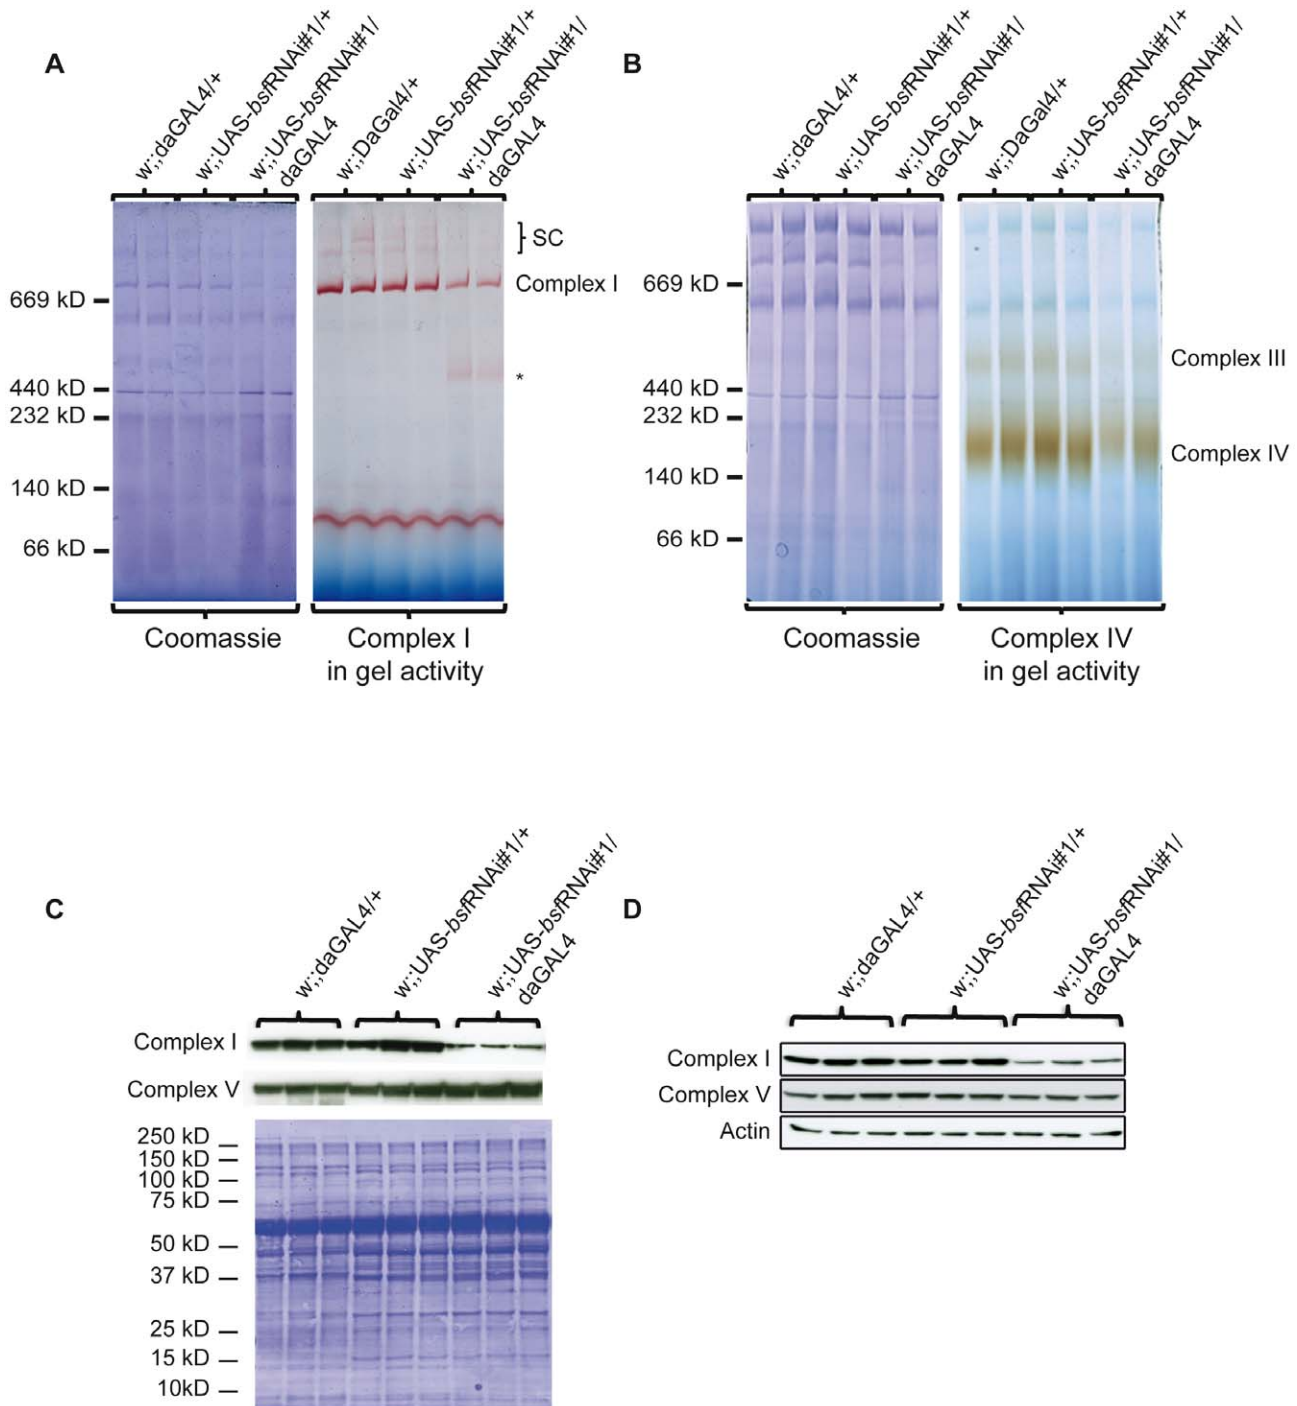 A
w;;daGAL4/+
w;;UAS-bsfRNAi#1/+
w;;UAS-bsfRNAi#1/
daGAL4
w;;DaGal4/+
w;;UAS-bsfRNAi#1/+
w;;UAS-bsfRNAi#1/
daGAL4
SC
Complex I
*
669 kD
440 kD
232 kD
140 kD
66 kD
Coomassie
Complex I
in gel activity
B
w;;daGAL4/+
w;;UAS-bsfRNAi#1/+
w;;UAS-bsfRNAi#1/
daGAL4
w;;DaGal4/+
w;;UAS-bsfRNAi#1/+
w;;UAS-bsfRNAi#1/
daGAL4
669 kD
440 kD
232 kD
140 kD
66 kD
Complex III
Complex IV
Coomassie
Complex IV
in gel activity
C
w;;daGAL4/+
w;;UAS-bsfRNAi#1/+
w;;UAS-bsfRNAi#1/
daGAL4
Complex I
Complex V
250 kD
150 kD
100 kD
75 kD
50 kD
37 kD
25 kD
15 kD
10kD
D
w;;daGAL4/+
w;;UAS-bsfRNAi#1/+
w;;UAS-bsfRNAi#1/
daGAL4
Complex I
Complex V
Actin